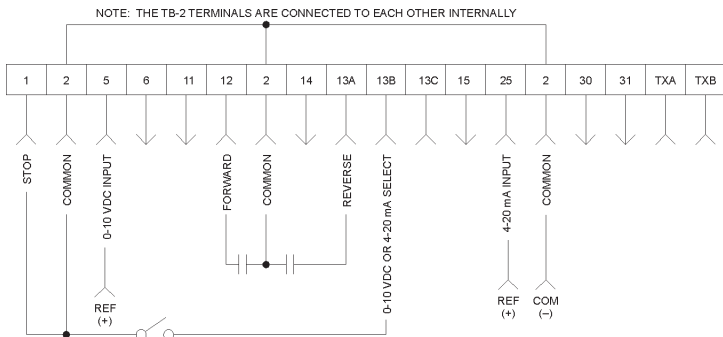 NOTE: THE TB-2 TERMINALS ARE CONNECTED TO EACH OTHER INTERNALLY
1 2 5 6 11 12 2 14 13A 13B 13C 15 25 2 30 31 TXA TXB
STOP
COMMON
0-10 VDC INPUT
FORWARD
COMMON
REVERSE
0-10 VDC OR 4-20 mA SELECT
4-20 mA INPUT
COMMON
REF
(+)
REF
(+)
COM
(–)